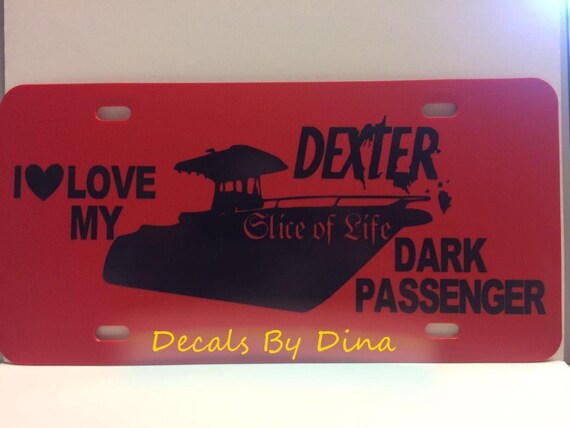 I♥LOVE
MY
DEXTER
Slice of Life
DARK
PASSENGER
Decals By Dina